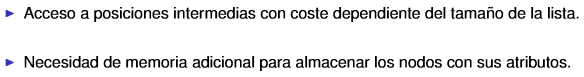 Acceso a posiciones intermedias con coste dependiente del tamaño de la lista.
Necesidad de memoria adicional para almacenar los nodos con sus atributos.